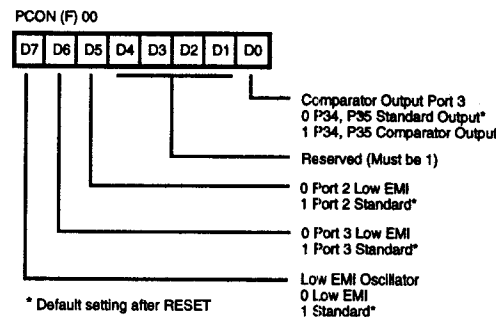 PCON (F) 00
D7 D6 D5 D4 D3 D2 D1 D0
Comparator Output Port 3
0 P34, P35 Standard Output*
1 P34, P35 Comparator Output
Reserved (Must be 1)
0 Port 2 Low EMI
1 Port 2 Standard*
0 Port 3 Low EMI
1 Port 3 Standard*
Low EMI Oscillator
0 Low EMI
1 Standard*
* Default setting after RESET